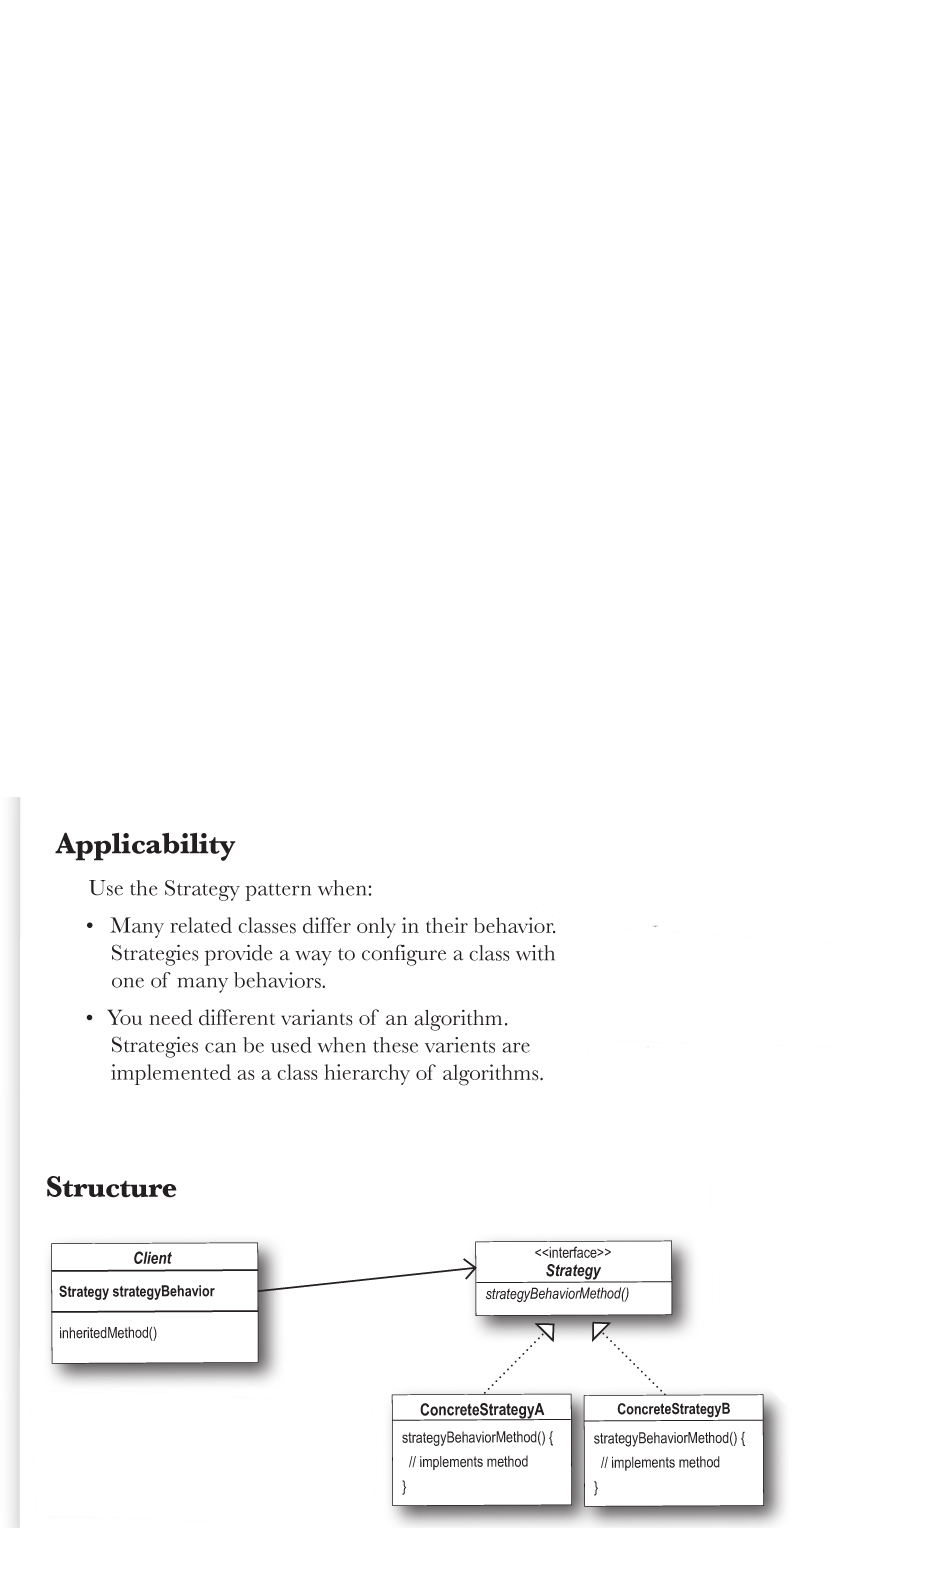 Applicability
Use the Strategy pattern when:
• Many related classes differ only in their behavior.
Strategies provide a way to configure a class with
one of many behaviors.
• You need different variants of an algorithm.
Strategies can be used when these varients are
implemented as a class hierarchy of algorithms.
Structure
Client
Strategy strategyBehavior
inheritedMethod()
<<interface>>
Strategy
strategyBehaviorMethod()
ConcreteStrategyA
strategyBehaviorMethod() {
// implements method
}
ConcreteStrategyB
strategyBehaviorMethod() {
// implements method
}